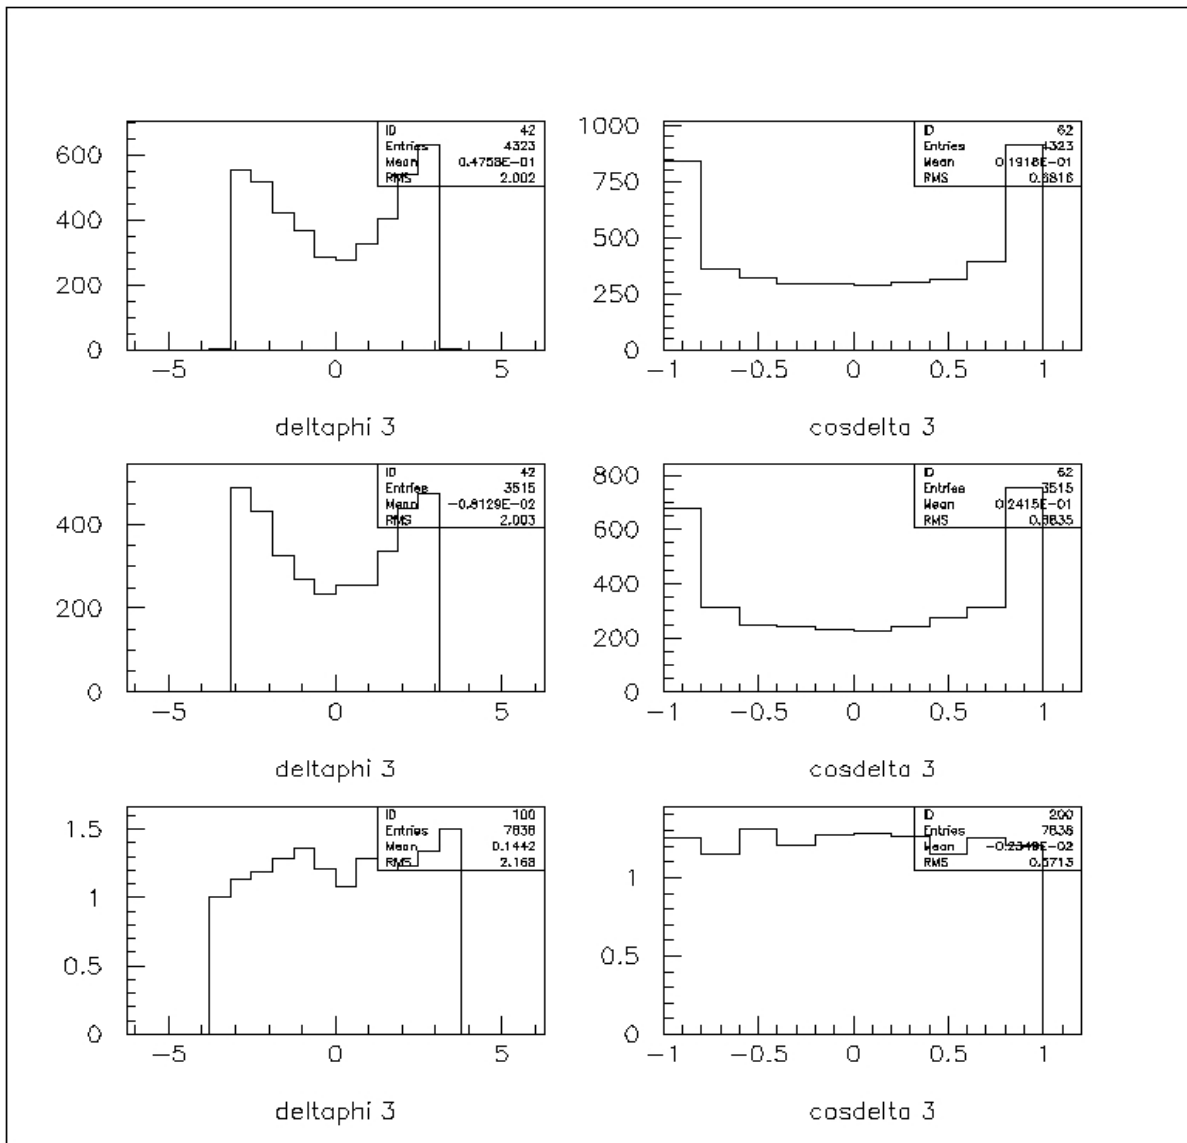 ID 42
Entries 4323
Mean 0.4758E-01
RMS 2.002
600
400
200
0
−5 0 5
deltaphi 3
ID 62
Entries 4323
Mean 0.1918E-01
RMS 0.6816
1000
750
500
250
0
−1 −0.5 0 0.5 1
cosdelta 3
ID 42
Entries 3515
Mean −0.8129E-02
RMS 2.003
400
200
0
−5 0 5
deltaphi 3
ID 62
Entries 3515
Mean 0.2415E-01
RMS
800
600
400
200
0
−1 −0.5 0 0.5 1
cosdelta 3
ID 100
Entries 7838
Mean 0.1442
RMS 2.168
1.5
1
0.5
0
−5 0 5
deltaphi 3
ID 200
Entries 7838
Mean −0.2349E-02
RMS 0.5713
1
0.5
0
−1 −0.5 0 0.5 1
cosdelta 3